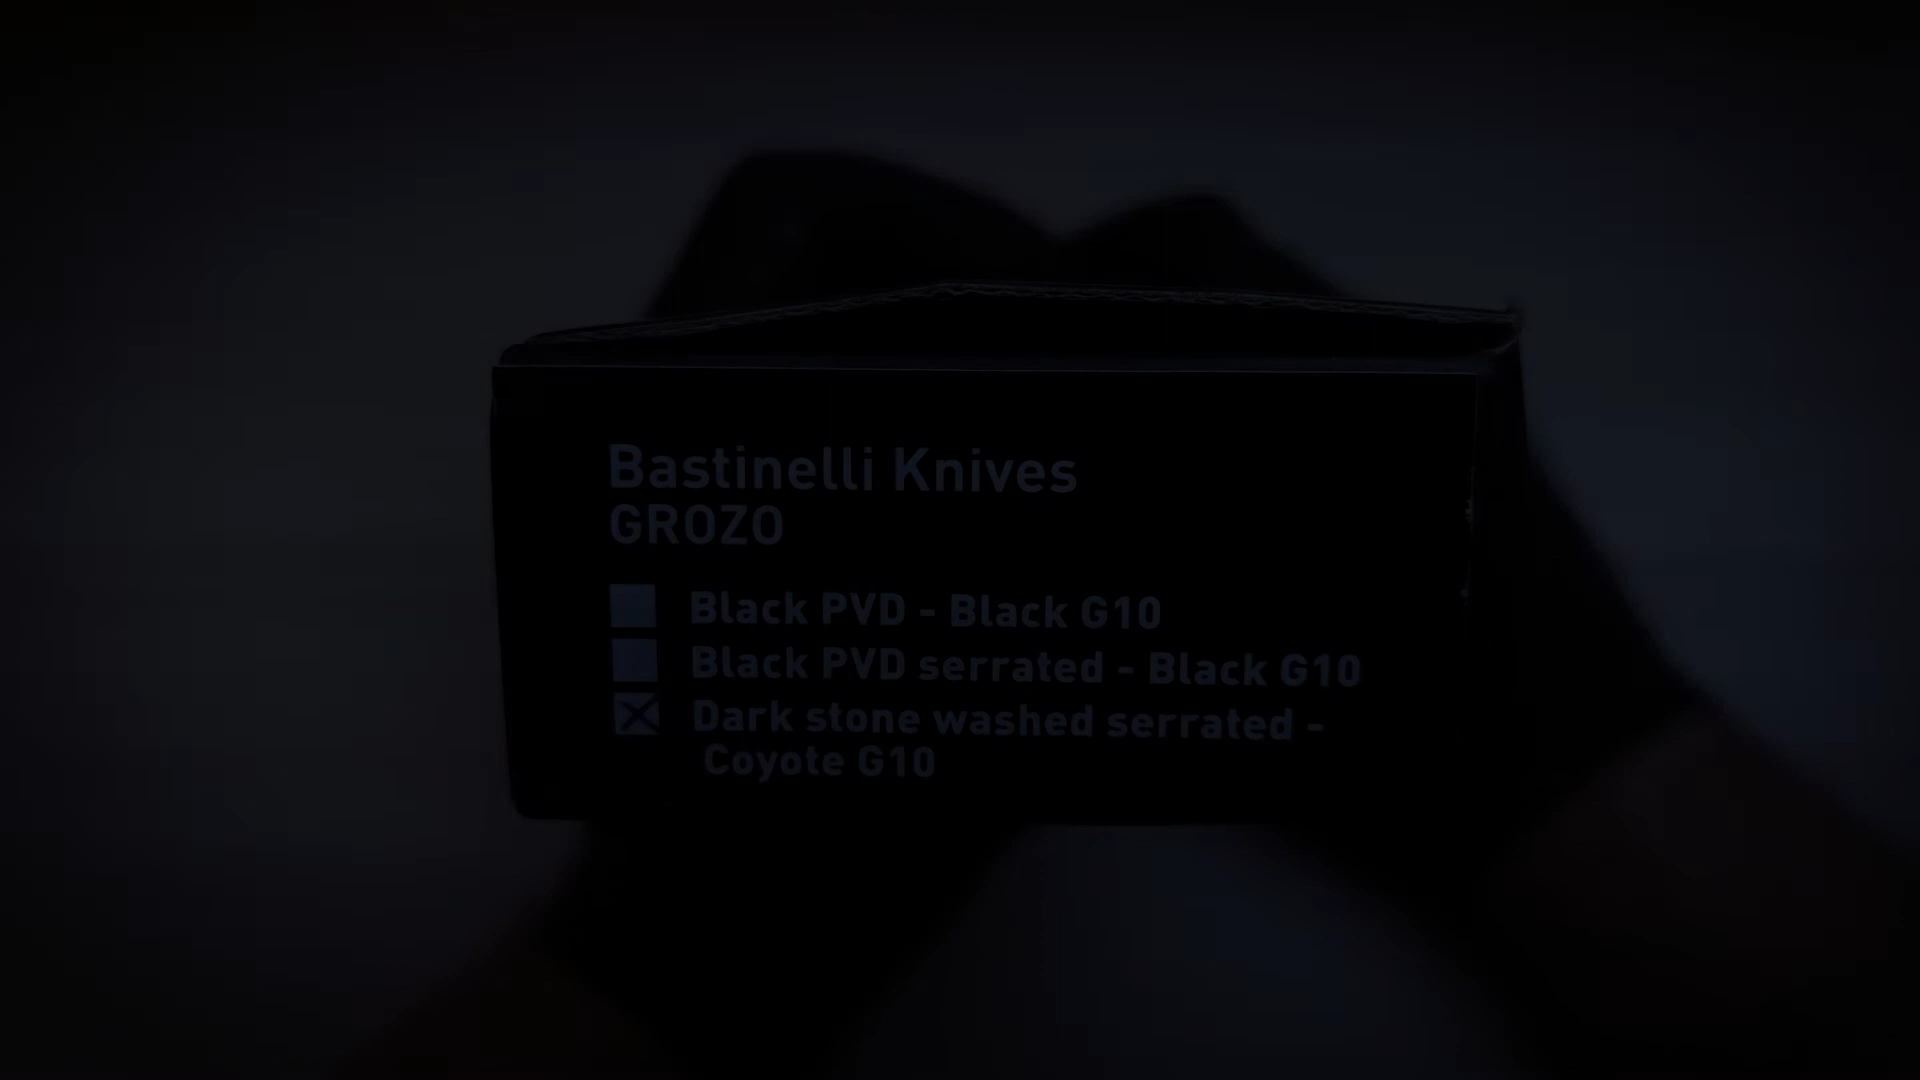 Bastinelli Knives
GROZO
Black PVD - Black G10
Black PVD serrated - Black G10
Dark stone washed serrated -
Coyote G10